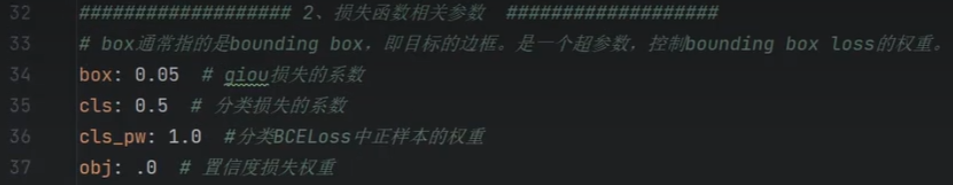 32 ################### 2、损失函数相关参数 ###################
33 # box通常指的是bounding box，即目标的边框。是一个超参数，控制bounding box loss的权重。
34 box: 0.05 # giou损失的系数
35 cls: 0.5 # 分类损失的系数
36 cls_pw: 1.0 #分类BCELoss中正样本的权重
37 obj: .0 # 置信度损失权重